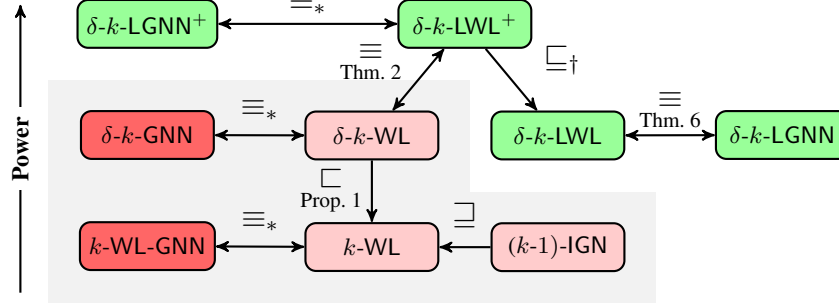 ≡*
δ-k-LGNN⁺
δ-k-LWL⁺
≡
Thm. 2
⊑†
Power
≡*
δ-k-GNN
δ-k-WL
δ-k-LWL
≡
Thm. 6
δ-k-LGNN
⊏
Prop. 1
≡*
⊒
k-WL-GNN
k-WL
(k-1)-IGN